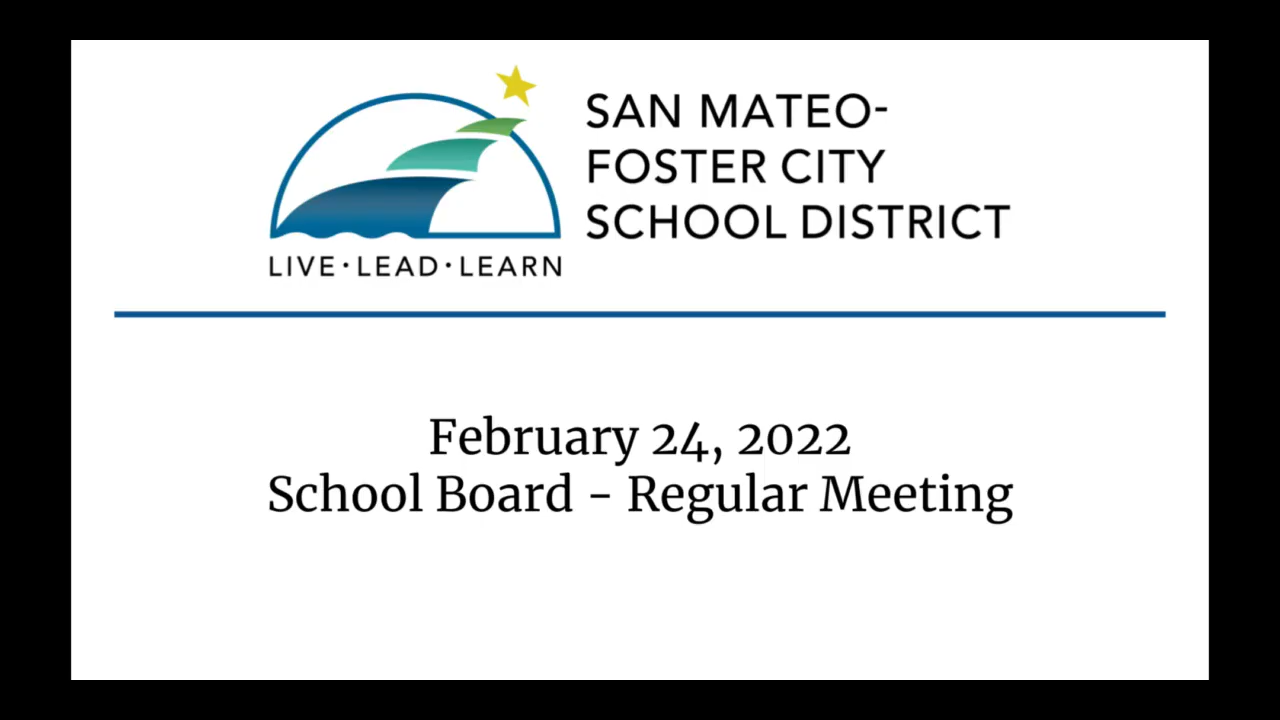 SAN MATEO-
FOSTER CITY
SCHOOL DISTRICT
LIVE·LEAD·LEARN
February 24, 2022
School Board - Regular Meeting